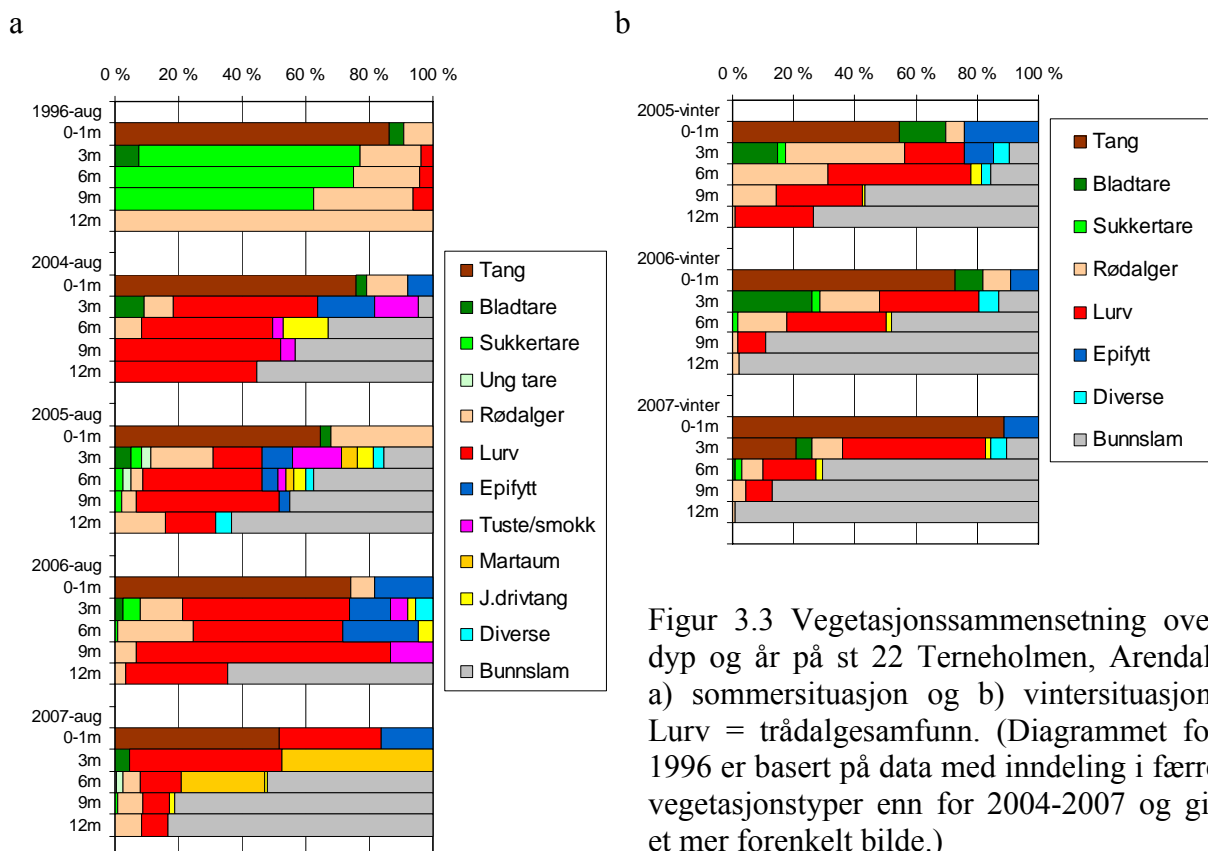 a
0 % 20 % 40 % 60 % 80 % 100 %
1996-aug
0-1m
3m
6m
9m
12m
2004-aug
0-1m
3m
6m
9m
12m
2005-aug
0-1m
3m
6m
9m
12m
2006-aug
0-1m
3m
6m
9m
12m
2007-aug
0-1m
3m
6m
9m
12m
Tang
Bladtare
Sukkertare
Ung tare
Rødalger
Lurv
Epifytt
Tuste/smokk
Martaum
J.drivtang
Diverse
Bunnslam
b
0 % 20 % 40 % 60 % 80 % 100 %
2005-vinter
0-1m
3m
6m
9m
12m
2006-vinter
0-1m
3m
6m
9m
12m
2007-vinter
0-1m
3m
6m
9m
12m
Tang
Bladtare
Sukkertare
Rødalger
Lurv
Epifytt
Diverse
Bunnslam
Figur 3.3 Vegetasjonssammensetning ove
dyp og år på st 22 Terneholmen, Arendal
a) sommersituasjon og b) vintersituasjon
Lurv = trådalgesamfunn. (Diagrammet fo
1996 er basert på data med inndeling i færr
vegetasjonstyper enn for 2004-2007 og gi
et mer forenkelt bilde.)